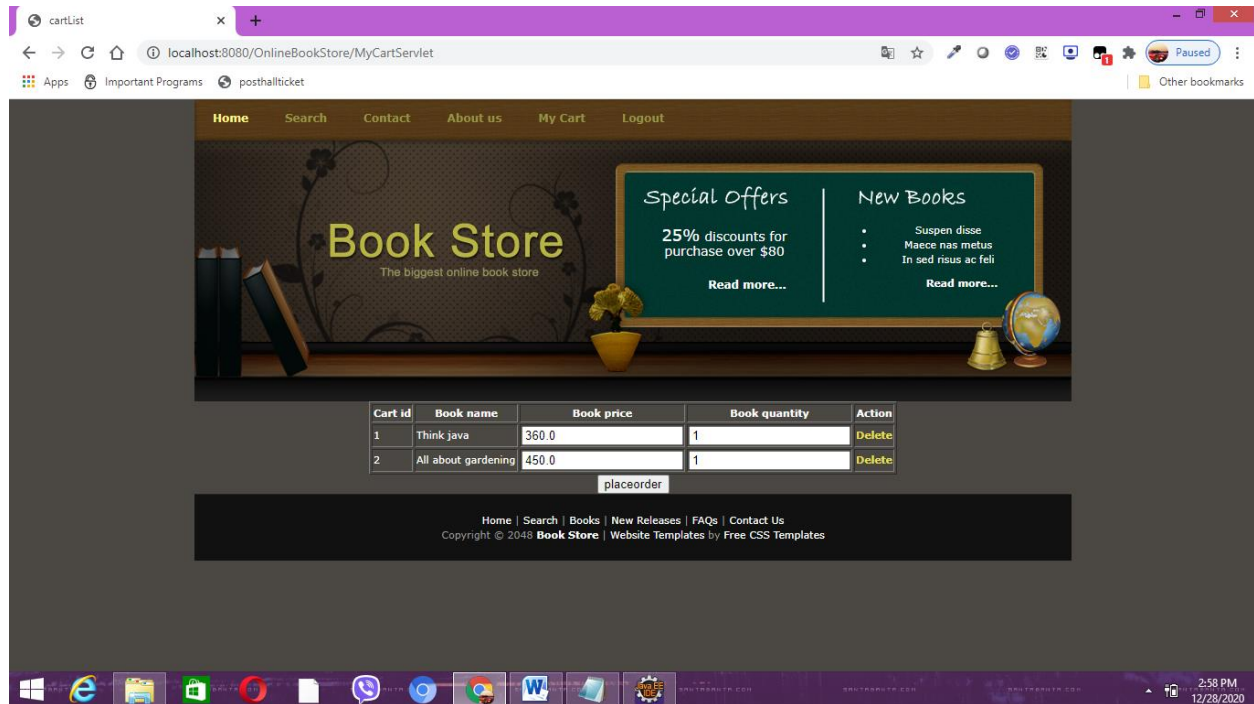 cartList
localhost:8080/OnlineBookStore/MyCartServlet
Paused
1
Apps Important Programs posthallticket Other bookmarks
Home Search Contact About us My Cart Logout
Book Store
The biggest online book store
Special Offers
25% discounts for
purchase over $80
Read more...
New Books
Suspen disse
Maece nas metus
In sed risus ac feli
Read more...
Cart id Book name Book price Book quantity Action
1 Think java 360.0 1 Delete
2 All about gardening 450.0 1 Delete
placeorder
Home | Search | Books | New Releases | FAQs | Contact Us
Copyright © 2048 Book Store | Website Templates by Free CSS Templates
Java EE
IDE
2:58 PM
12/28/2020